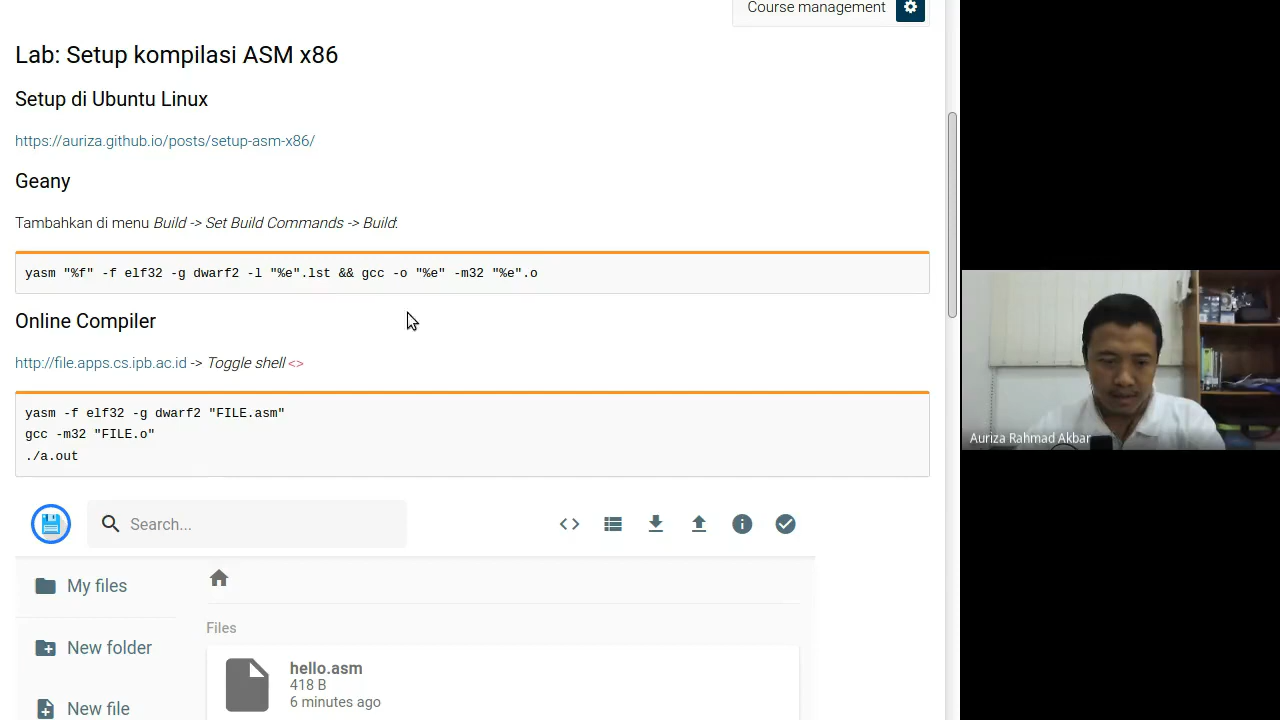 Course management
Lab: Setup kompilasi ASM x86
Setup di Ubuntu Linux
https://auriza.github.io/posts/setup-asm-x86/
Geany
Tambahkan di menu Build -> Set Build Commands -> Build:
yasm "%f" -f elf32 -g dwarf2 -l "%e".lst && gcc -o "%e" -m32 "%e".o
Online Compiler
http://file.apps.cs.ipb.ac.id -> Toggle shell <>
yasm -f elf32 -g dwarf2 "FILE.asm"
gcc -m32 "FILE.o"
./a.out
Search...
My files
Files
New folder
hello.asm
418 B
6 minutes ago
New file
Auriza Rahmad Akbar